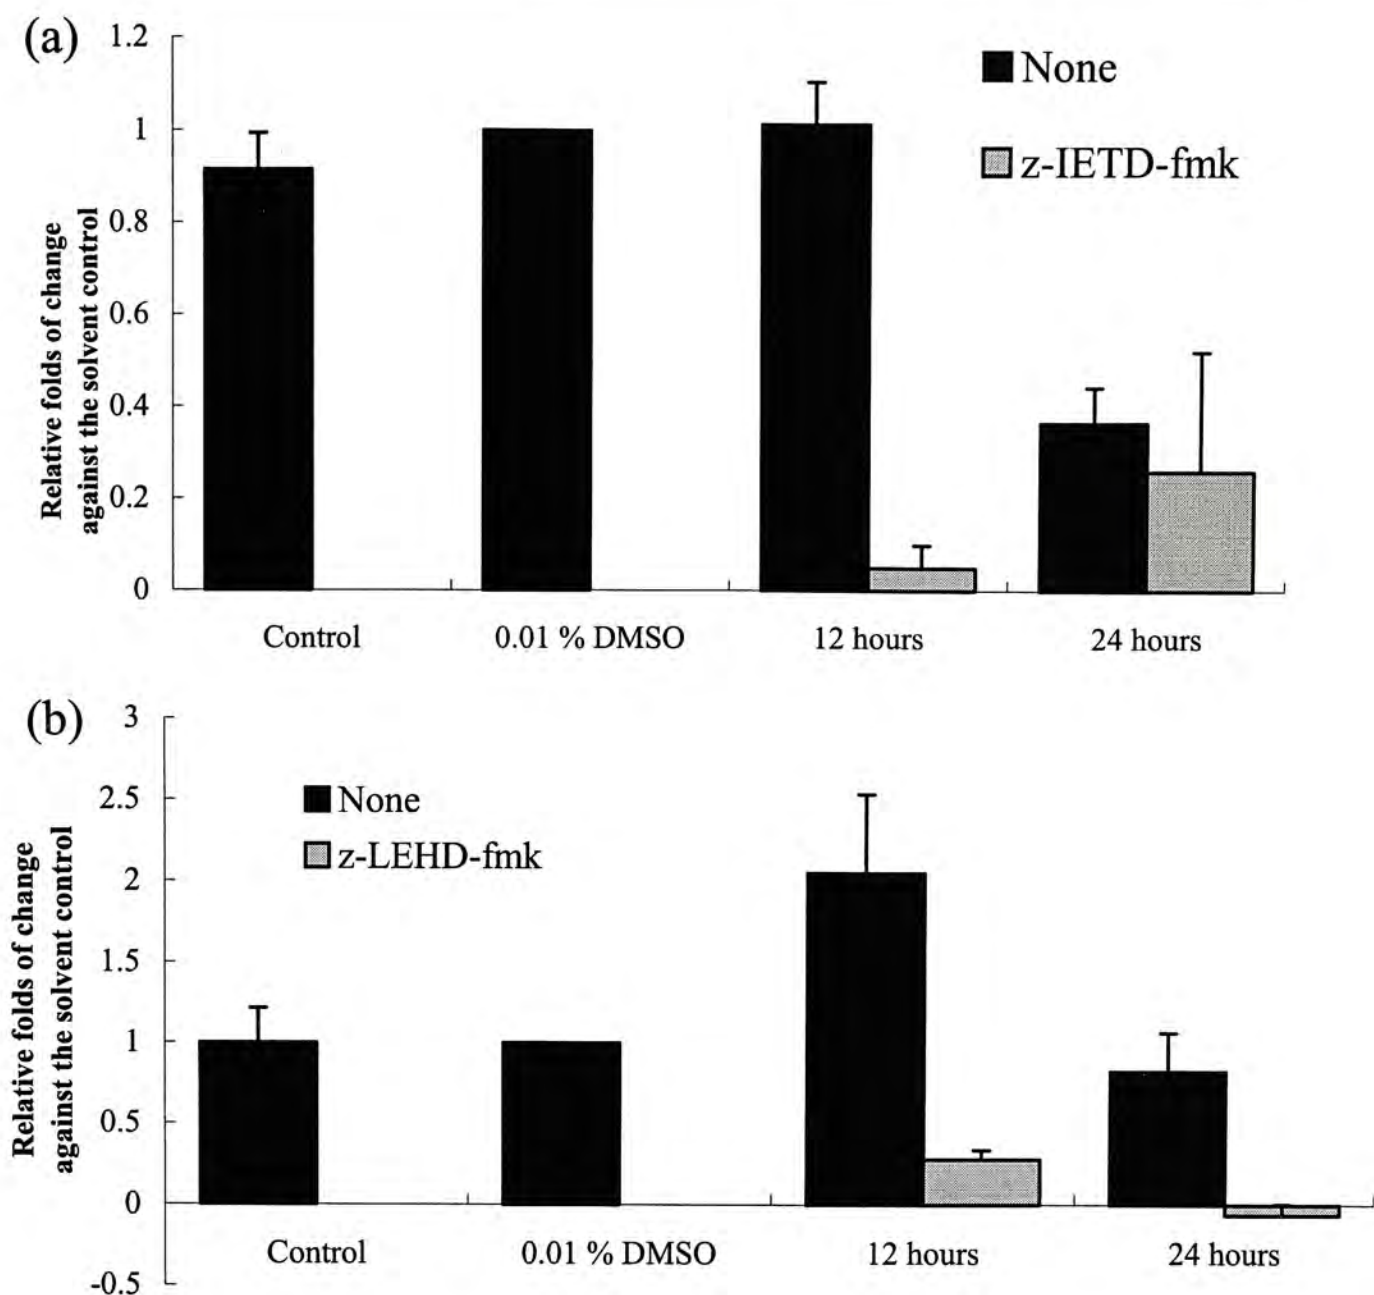 (a)
1.2
1
0.8
0.6
0.4
0.2
0
Relative folds of change
against the solvent control
None
z-IETD-fmk
Control
0.01 % DMSO
12 hours
24 hours
(b)
3
2.5
2
1.5
1
0.5
0
-0.5
Relative folds of change
against the solvent control
None
z-LEHD-fmk
Control
0.01 % DMSO
12 hours
24 hours